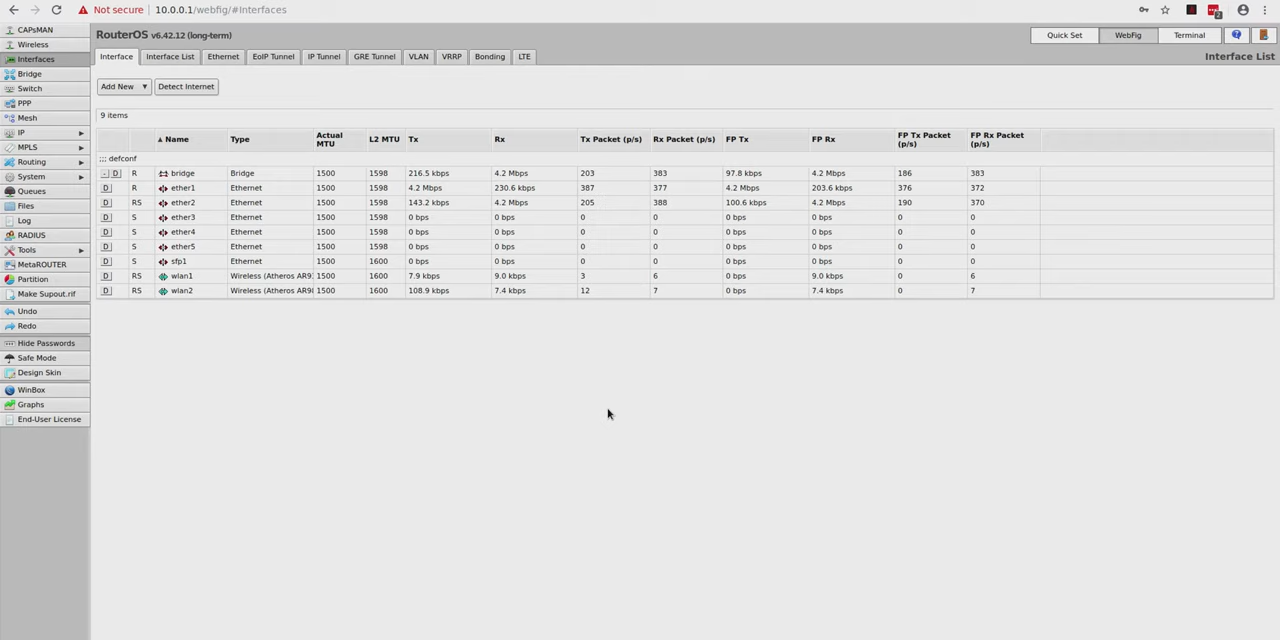 Not secure 10.0.0.1/webfig/#Interfaces
2
RouterOS v6.42.12 (long-term)
Quick Set WebFig Terminal
Interface Interface List Ethernet EoIP Tunnel IP Tunnel GRE Tunnel VLAN VRRP Bonding LTE
Interface List
Add New ▼ Detect Internet
9 items
▲ Name Type Actual MTU L2 MTU Tx Rx Tx Packet (p/s) Rx Packet (p/s) FP Tx FP Rx FP Tx Packet (p/s) FP Rx Packet (p/s)
;;; defconf
- D R bridge Bridge 1500 1598 216.5 kbps 4.2 Mbps 203 383 97.8 kbps 4.2 Mbps 186 383
D R ether1 Ethernet 1500 1598 4.2 Mbps 230.6 kbps 387 377 4.2 Mbps 203.6 kbps 376 372
D RS ether2 Ethernet 1500 1598 143.2 kbps 4.2 Mbps 205 388 100.6 kbps 4.2 Mbps 190 370
D S ether3 Ethernet 1500 1598 0 bps 0 bps 0 0 0 bps 0 bps 0 0
D S ether4 Ethernet 1500 1598 0 bps 0 bps 0 0 0 bps 0 bps 0 0
D S ether5 Ethernet 1500 1598 0 bps 0 bps 0 0 0 bps 0 bps 0 0
D S sfp1 Ethernet 1500 1600 0 bps 0 bps 0 0 0 bps 0 bps 0 0
D RS wlan1 Wireless (Atheros AR9 1500 1600 7.9 kbps 9.0 kbps 3 6 0 bps 9.0 kbps 0 6
D RS wlan2 Wireless (Atheros AR9 1500 1600 108.9 kbps 7.4 kbps 12 7 0 bps 7.4 kbps 0 7
CAPsMAN
Wireless
Interfaces
Bridge
Switch
PPP
Mesh
IP
MPLS
Routing
System
Queues
Files
Log
RADIUS
Tools
MetaROUTER
Partition
Make Supout.rif
Undo
Redo
Hide Passwords
Safe Mode
Design Skin
WinBox
Graphs
End-User License